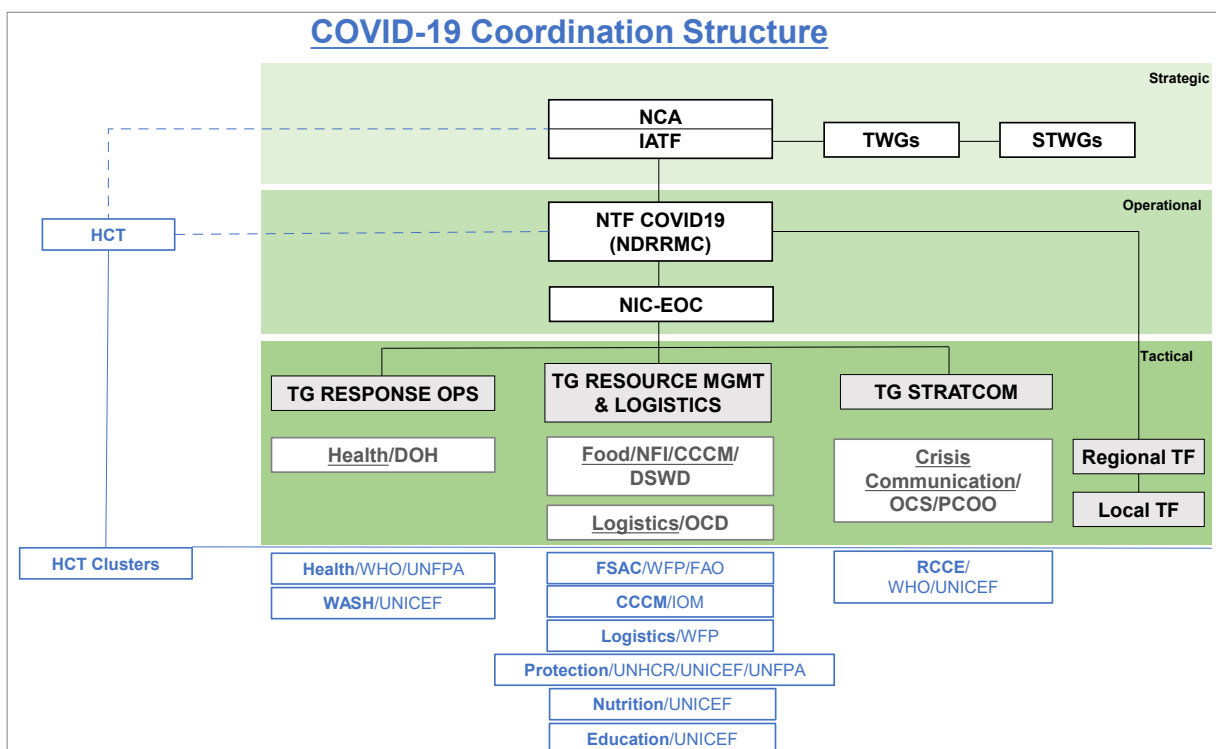 COVID-19 Coordination Structure
Strategic
NCA
IATF
TWGs
STWGs
Operational
HCT
NTF COVID19
(NDRRMC)
NIC-EOC
Tactical
TG RESPONSE OPS
TG RESOURCE MGMT
& LOGISTICS
TG STRATCOM
Health/DOH
Food/NFI/CCCM/
DSWD
Logistics/OCD
Crisis
Communication/
OCS/PCOO
Regional TF
Local TF
HCT Clusters
Health/WHO/UNFPA
WASH/UNICEF
FSAC/WFP/FAO
CCCM/IOM
Logistics/WFP
Protection/UNHCR/UNICEF/UNFPA
Nutrition/UNICEF
Education/UNICEF
RCCE/
WHO/UNICEF